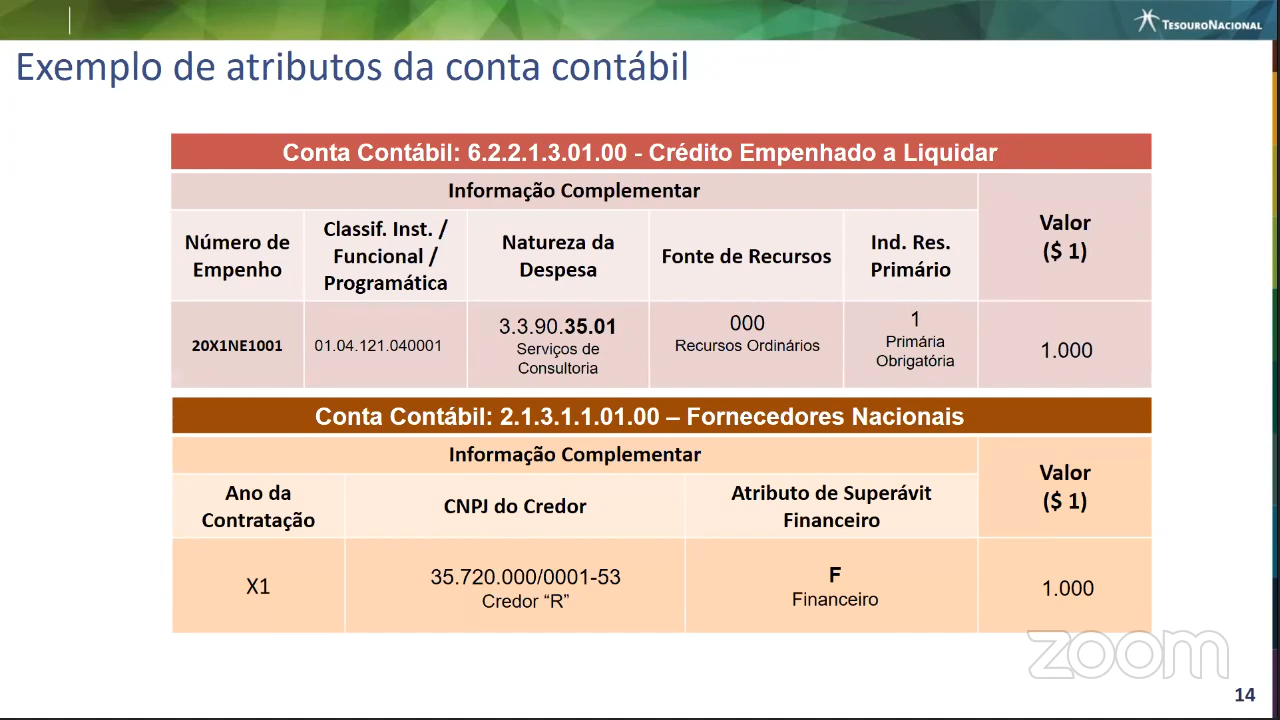 TESOURONACIONAL
Exemplo de atributos da conta contábil
Conta Contábil: 6.2.2.1.3.01.00 - Crédito Empenhado a Liquidar
Informação Complementar
Valor
($ 1)
Número de
Empenho
Classif. Inst. /
Funcional /
Programática
Natureza da
Despesa
Fonte de Recursos
Ind. Res.
Primário
20X1NE1001
01.04.121.040001
3.3.90.35.01
Serviços de
Consultoria
000
Recursos Ordinários
1
Primária
Obrigatória
1.000
Conta Contábil: 2.1.3.1.1.01.00 – Fornecedores Nacionais
Informação Complementar
Valor
($ 1)
Ano da
Contratação
CNPJ do Credor
Atributo de Superávit
Financeiro
X1
35.720.000/0001-53
Credor “R”
F
Financeiro
1.000
zoom
14